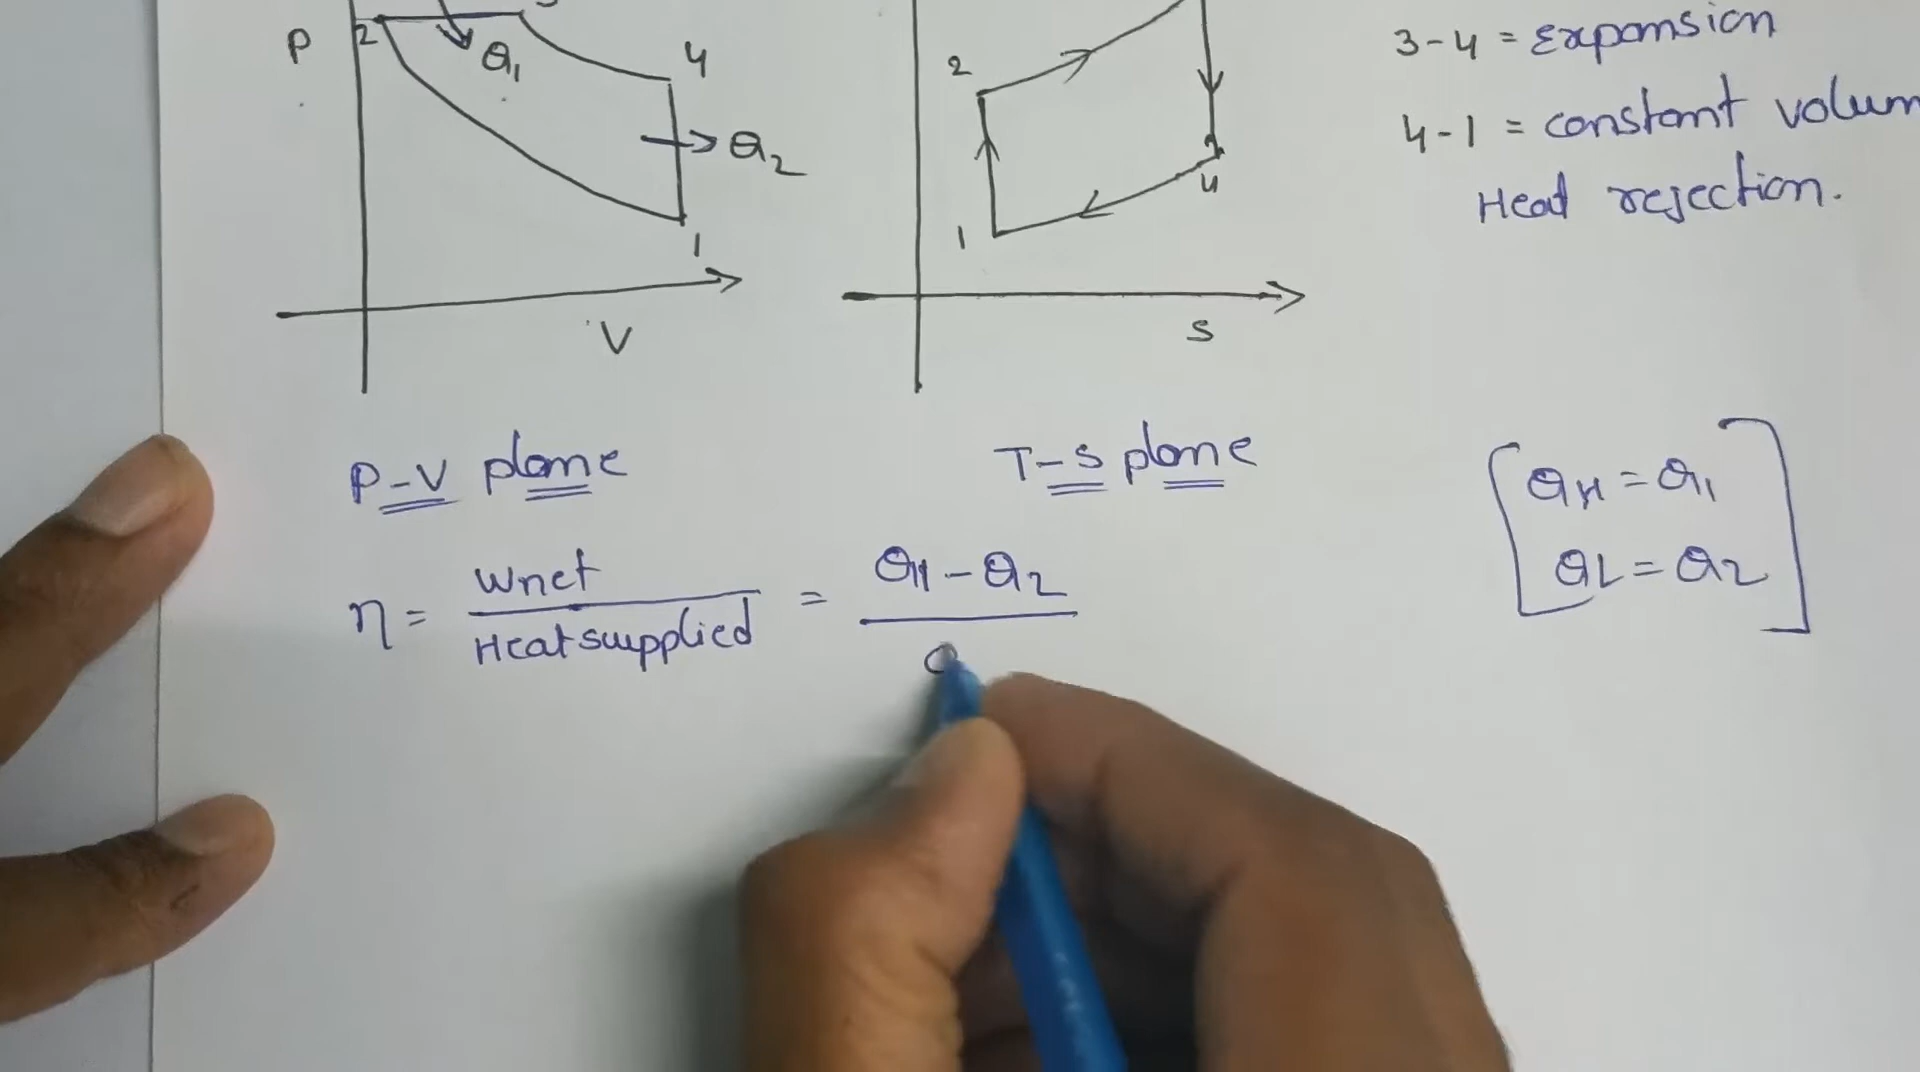 P
2
Q1
4
Q2
1
V
2
1
4
S
3-4 = Expansion
4-1 = constant volum
Heat rejection.
P-V plane
T-S plane
QH = Q1
QL = Q2
η = Wnet / Heat supplied = Q1 - Q2